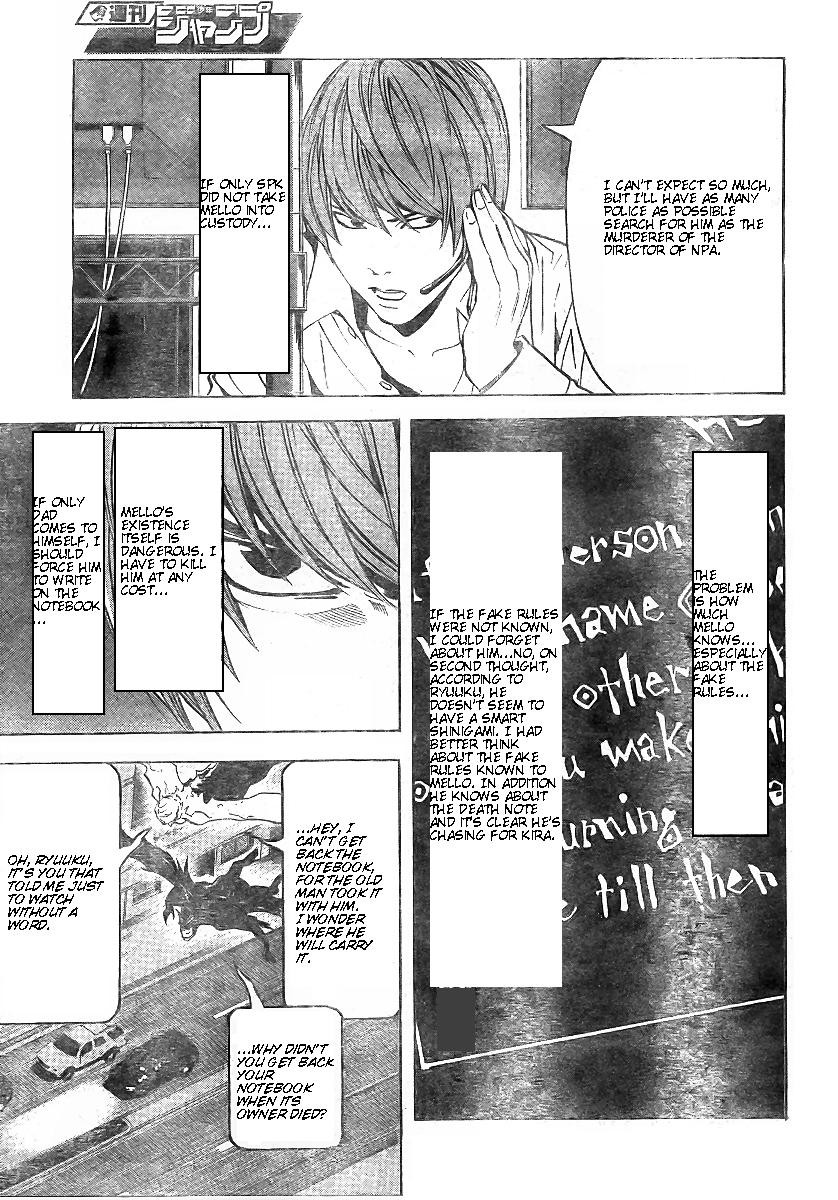 週刊
少年
ジャンプ
I CAN'T EXPECT SO MUCH,
BUT I'LL HAVE AS MANY
POLICE AS POSSIBLE
SEARCH FOR HIM AS THE
MURDERER OF THE
DIRECTOR OF NPA.
IF ONLY SPK
DID NOT TAKE
MELLO INTO
CUSTODY...
THE
PROBLEM
IS HOW
MUCH
MELLO
KNOWS...
ESPECIALLY
ABOUT THE
FAKE
RULES...
IF THE FAKE RULES
WERE NOT KNOWN,
I COULD FORGET
ABOUT HIM...NO, ON
SECOND THOUGHT,
ACCORDING TO
RYUUKU, HE
DOESN'T SEEM TO
HAVE A SMART
SHINIGAMI. I HAD
BETTER THINK
ABOUT THE FAKE
RULES KNOWN TO
MELLO. IN ADDITION
HE KNOWS ABOUT
THE DEATH NOTE
AND IT'S CLEAR HE'S
CHASING FOR KIRA.
erson
name
other
u make
urning
e till then
MELLO'S
EXISTENCE
ITSELF IS
DANGEROUS. I
HAVE TO KILL
HIM AT ANY
COST...
IF ONLY
DAD
COMES TO
HIMSELF, I
SHOULD
FORCE HIM
TO WRITE
ON THE
NOTEBOOK
...
...HEY, I
CAN'T GET
BACK THE
NOTEBOOK,
FOR THE OLD
MAN TOOK IT
WITH HIM.
I WONDER
WHERE HE
WILL CARRY
IT.
OH, RYUUKU,
IT'S YOU THAT
TOLD ME JUST
TO WATCH
WITHOUT A
WORD.
...WHY DIDN'T
YOU GET BACK
YOUR
NOTEBOOK
WHEN ITS
OWNER DIED?